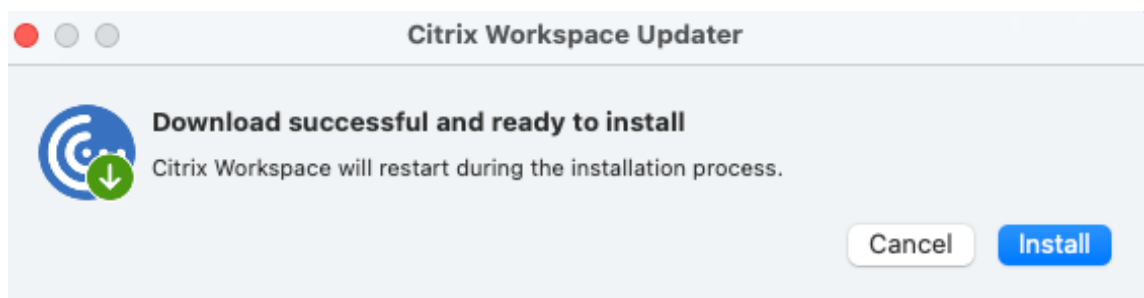 Citrix Workspace Updater
Download successful and ready to install
Citrix Workspace will restart during the installation process.
Cancel
Install